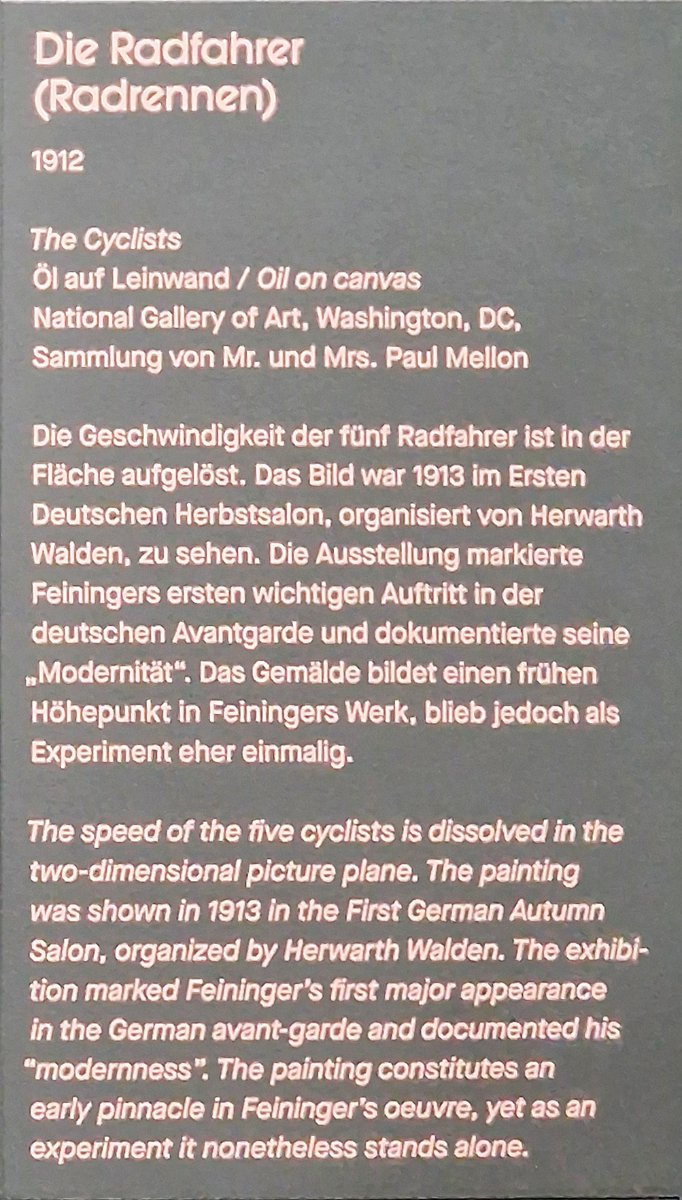 Die Radfahrer
(Radrennen)
1912
The Cyclists
Öl auf Leinwand / Oil on canvas
National Gallery of Art, Washington, DC,
Sammlung von Mr. und Mrs. Paul Mellon
Die Geschwindigkeit der fünf Radfahrer ist in der
Fläche aufgelöst. Das Bild war 1913 im Ersten
Deutschen Herbstsalon, organisiert von Herwarth
Walden, zu sehen. Die Ausstellung markierte
Feiningers ersten wichtigen Auftritt in der
deutschen Avantgarde und dokumentierte seine
„Modernität“. Das Gemälde bildet einen frühen
Höhepunkt in Feiningers Werk, blieb jedoch als
Experiment eher einmalig.
The speed of the five cyclists is dissolved in the
two-dimensional picture plane. The painting
was shown in 1913 in the First German Autumn
Salon, organized by Herwarth Walden. The exhibi-
tion marked Feininger’s first major appearance
in the German avant-garde and documented his
“modernness”. The painting constitutes an
early pinnacle in Feininger’s oeuvre, yet as an
experiment it nonetheless stands alone.